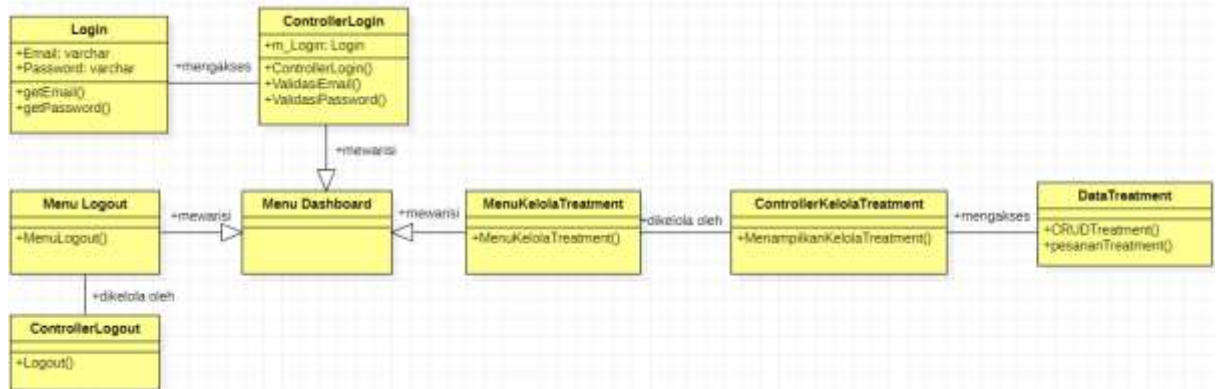 Login
+Email: varchar
+Password: varchar
+getEmail()
+getPassword()
+mengakses
ControllerLogin
+m_Login: Login
+ControllerLogin()
+ValidasiEmail()
+ValidasiPassword()
+mewarisi
Menu Logout
+MenuLogout()
+mewarisi
Menu Dashboard
+mewarisi
MenuKelolaTreatment
+MenuKelolaTreatment()
+dikelola oleh
ControllerKelolaTreatment
+MenampilkanKelolaTreatment()
+mengakses
DataTreatment
+CRUDTreatment()
+pesananTreatment()
+dikelola oleh
ControllerLogout
+Logout()